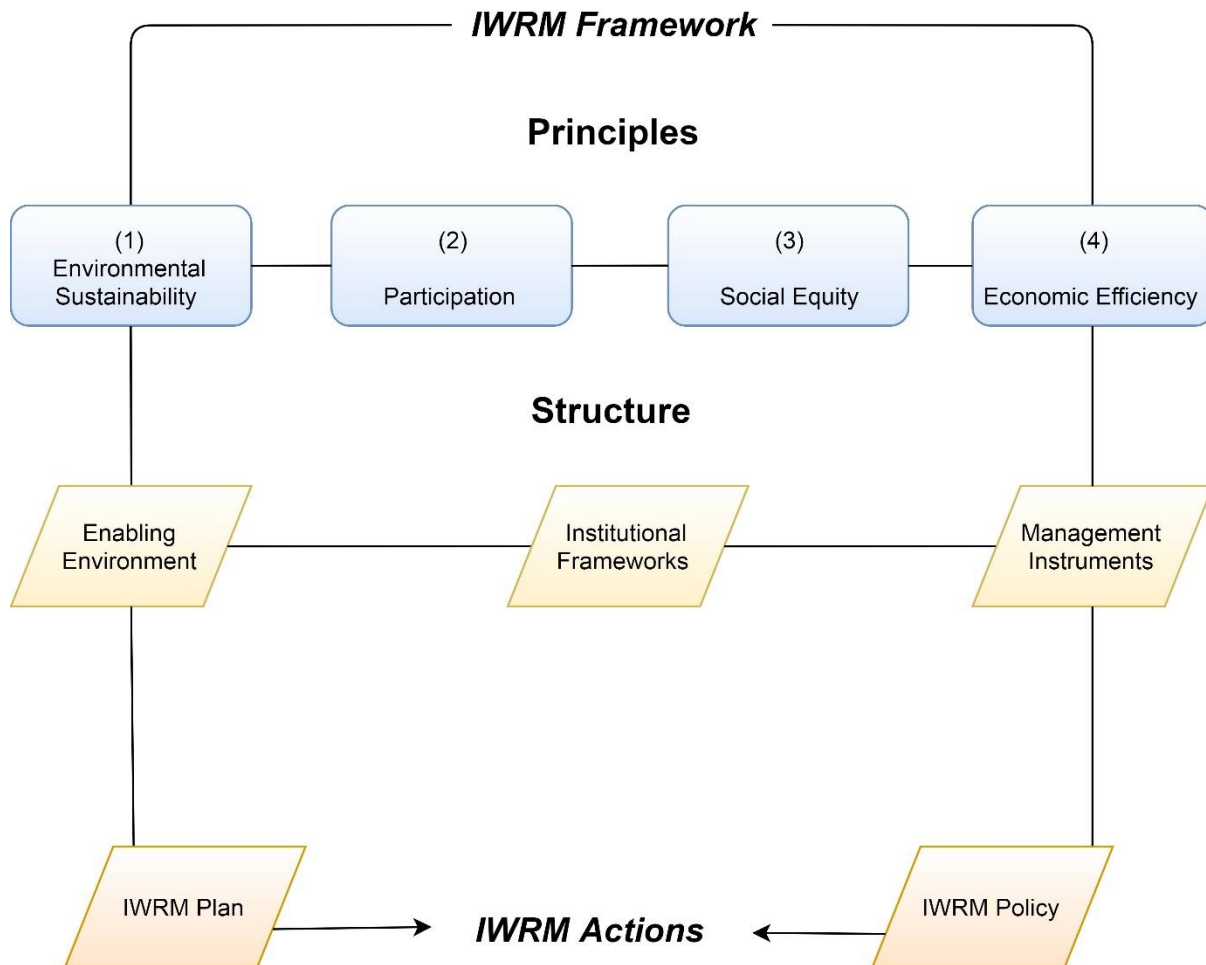 IWRM Framework
Principles
(1)
Environmental
Sustainability
(2)
Participation
(3)
Social Equity
(4)
Economic Efficiency
Structure
Enabling
Environment
Institutional
Frameworks
Management
Instruments
IWRM Plan
IWRM Actions
IWRM Policy